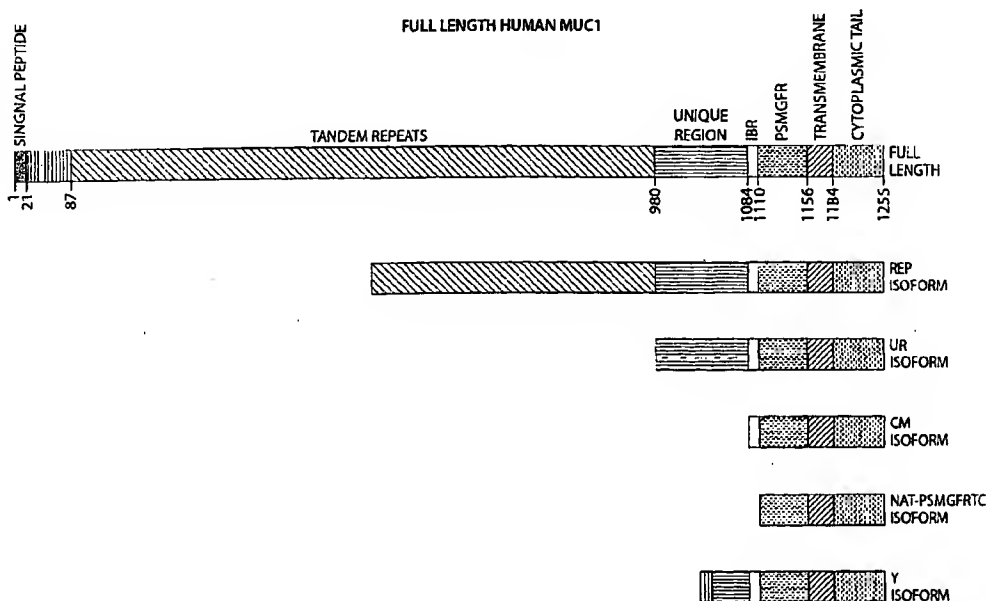 FULL LENGTH HUMAN MUC1
SINGNAL PEPTIDE
TANDEM REPEATS
UNIQUE
REGION
IBR
PSMGFR
TRANSMEMBRANE
CYTOPLASMIC TAIL
FULL
LENGTH
1
21
87
980
1084
1110
1156
1184
1255
REP
ISOFORM
UR
ISOFORM
CM
ISOFORM
NAT-PSMGFRTC
ISOFORM
Y
ISOFORM